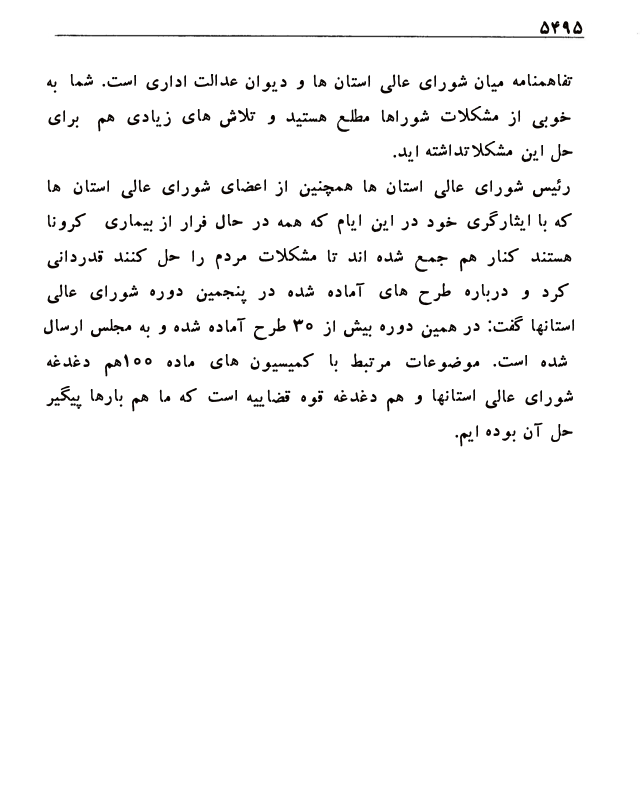 ۵۴۹۵
تفاهمنامه میان شورای عالی استان ها و دیوان عدالت اداری است. شما به
خوبی از مشکلات شوراها مطلع هستید و تلاش های زیادی هم برای
حل این مشکلاتداشته اید.
رئیس شورای عالی استان ها همچنین از اعضای شورای عالی استان ها
که با ایثارگری خود در این ایام که همه در حال فرار از بیماری کرونا
هستند کنار هم جمع شده اند تا مشکلات مردم را حل کنند قدردانی
کرد و درباره طرح های آماده شده در پنجمین دوره شورای عالی
استانها گفت: در همین دوره بیش از ۳۰ طرح آماده شده و به مجلس ارسال
شده است. موضوعات مرتبط با کمیسیون های ماده ۱۰۰هم دغدغه
شورای عالی استانها و هم دغدغه قوه قضاییه است که ما هم بارها پیگیر
حل آن بوده ایم.